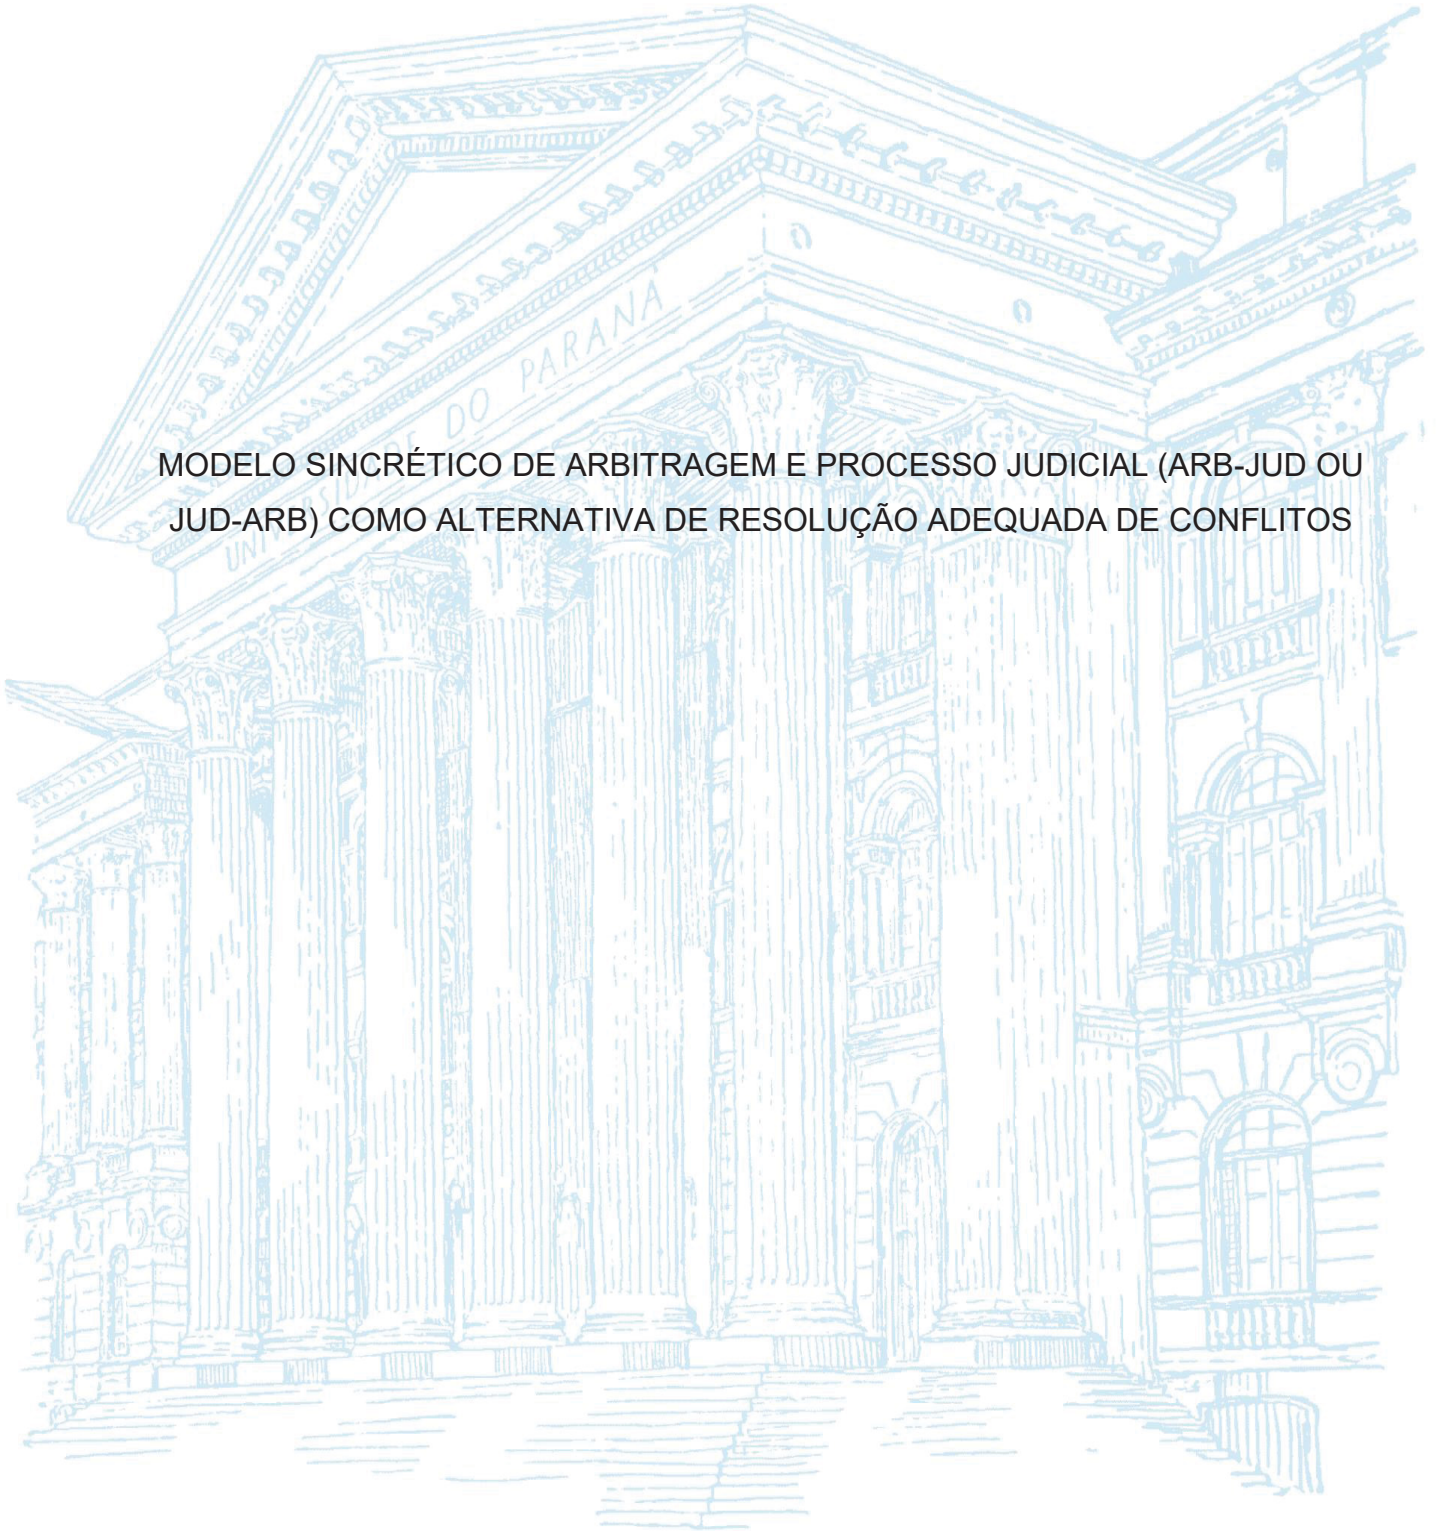 UNIVERSIDADE DO PARANÁ
MODELO SINCRÉTICO DE ARBITRAGEM E PROCESSO JUDICIAL (ARB-JUD OU
JUD-ARB) COMO ALTERNATIVA DE RESOLUÇÃO ADEQUADA DE CONFLITOS